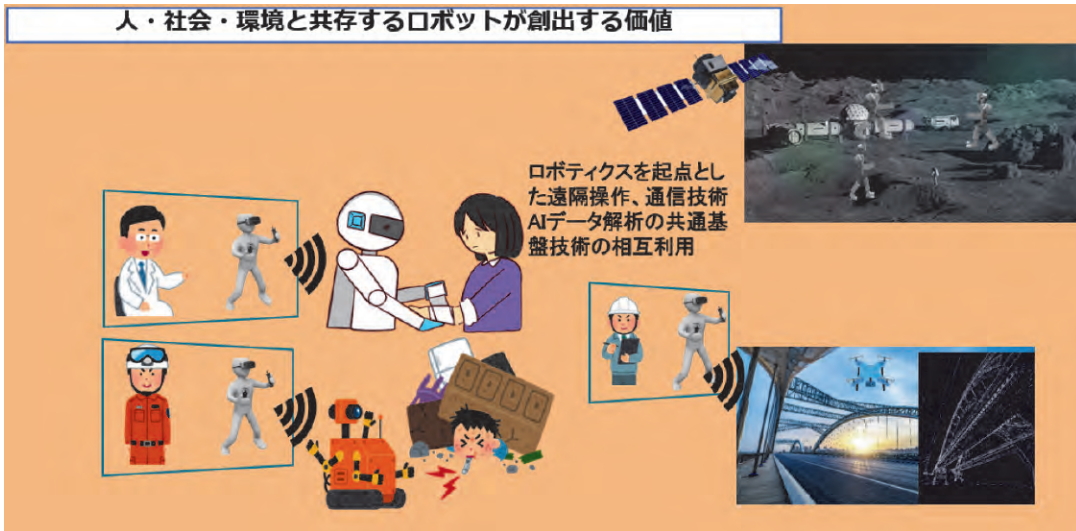 人・社会・環境と共存するロボットが創出する価値
ロボティクスを起点とし
た遠隔操作、通信技術
AIデータ解析の共通基
盤技術の相互利用